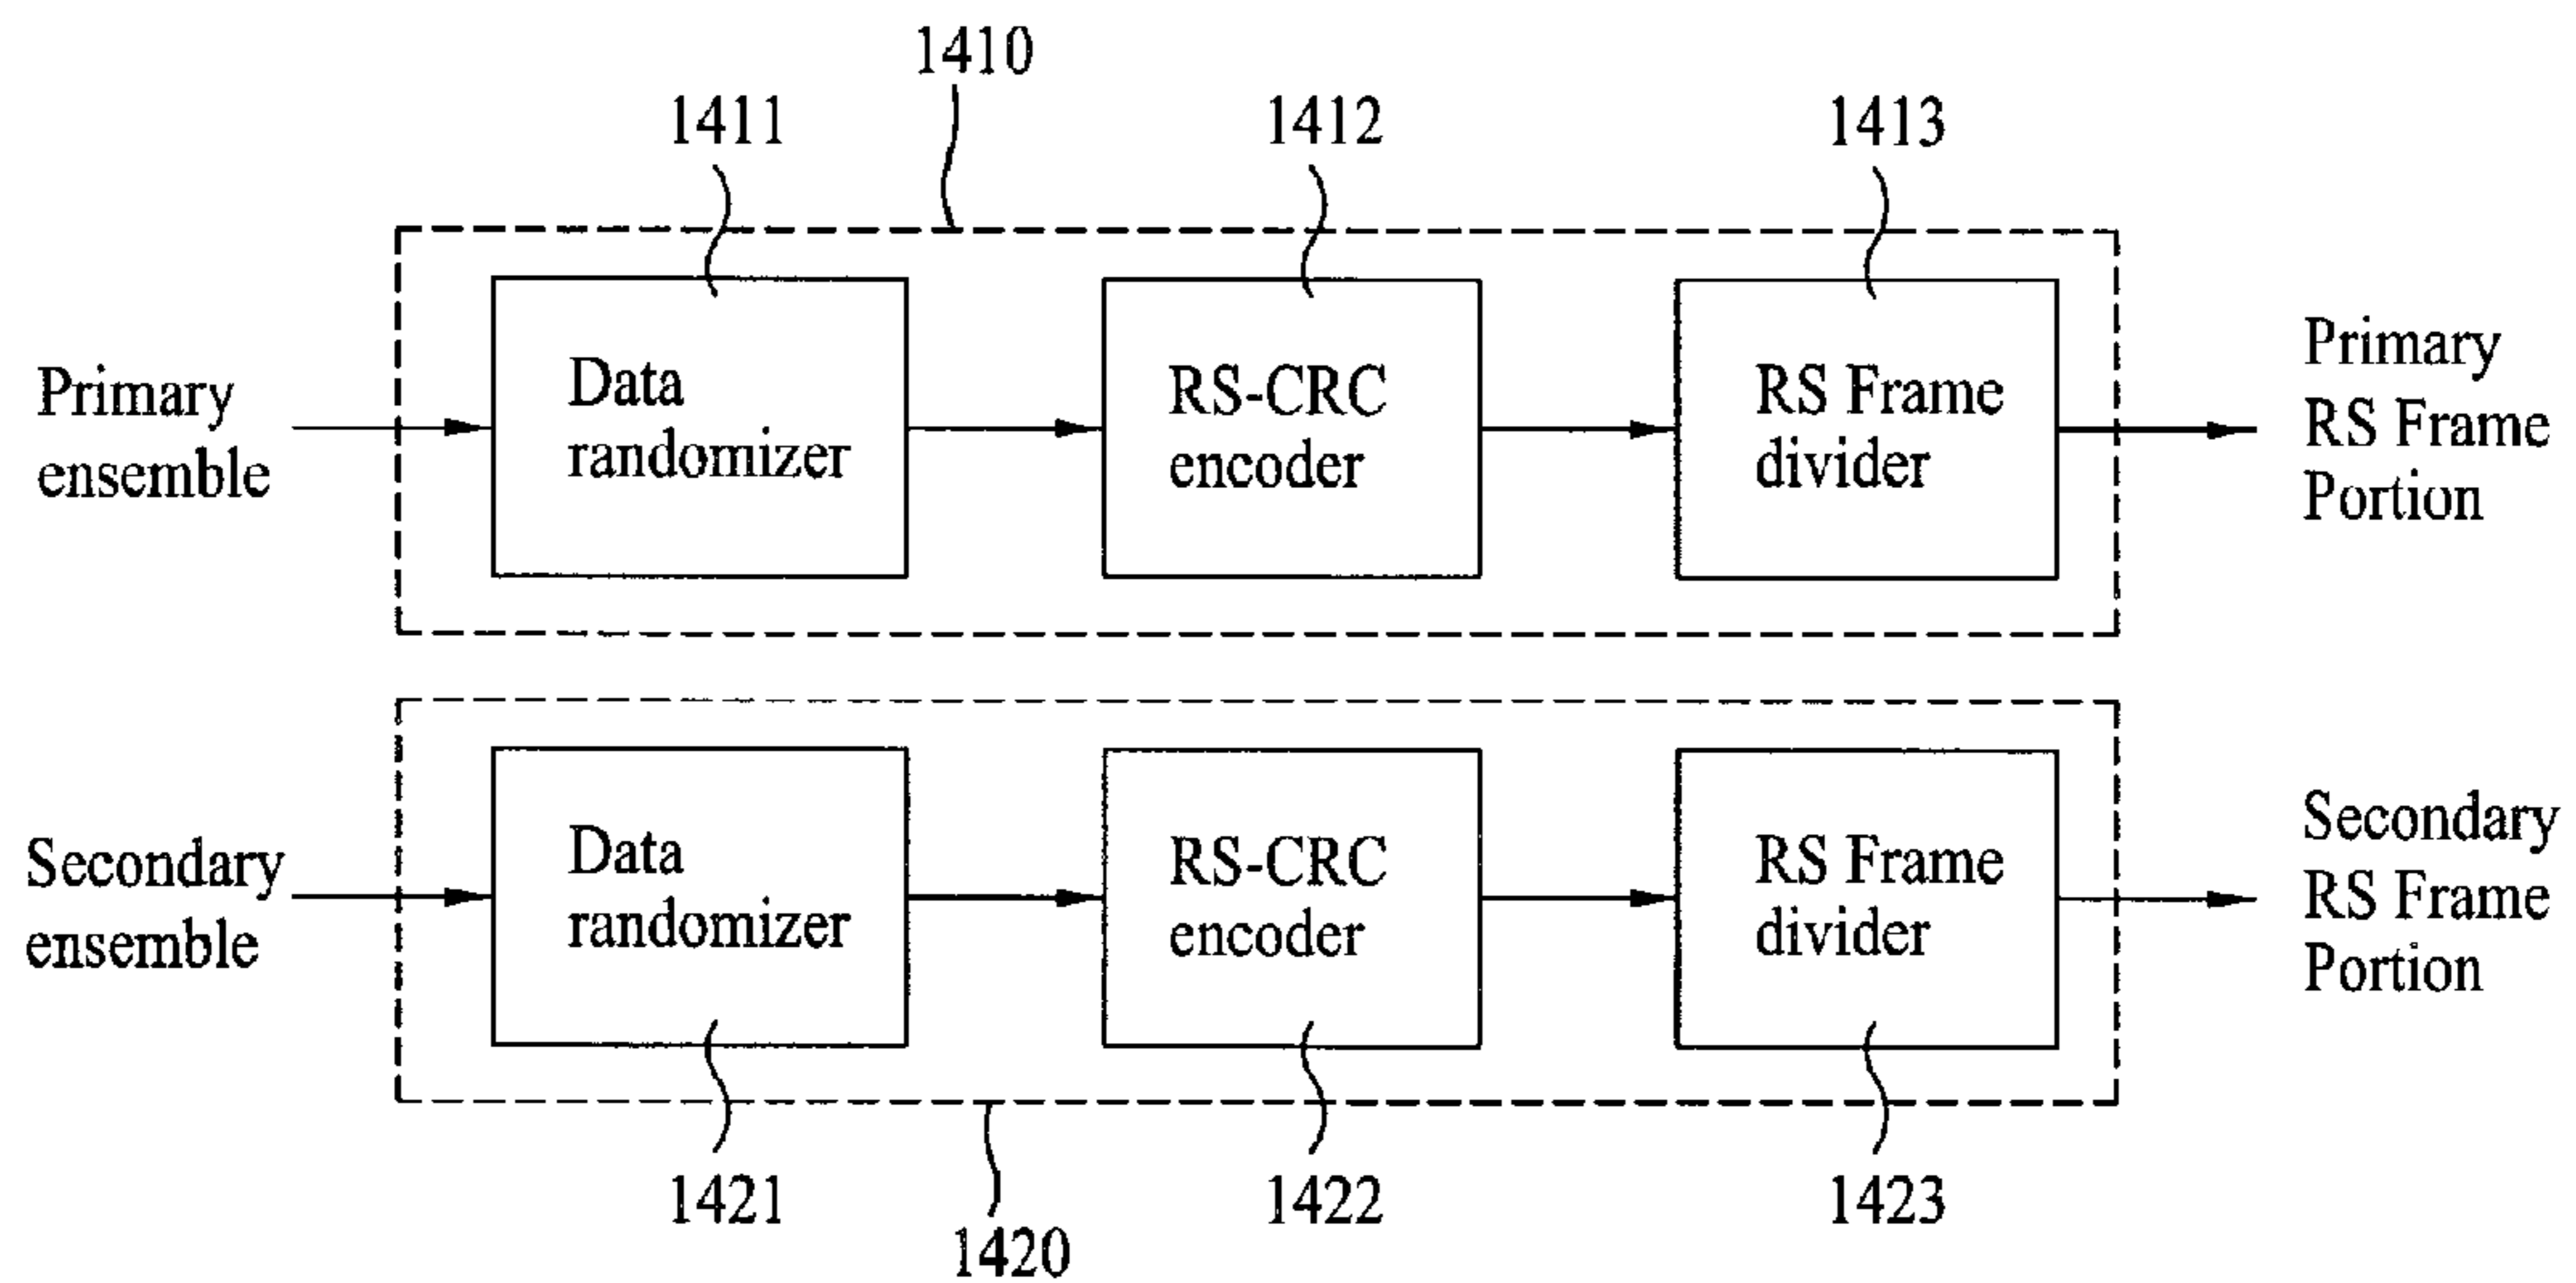 1410
1411
1412
1413
Primary
ensemble
Data
randomizer
RS-CRC
encoder
RS Frame
divider
Primary
RS Frame
Portion
Secondary
ensemble
Data
randomizer
RS-CRC
encoder
RS Frame
divider
Secondary
RS Frame
Portion
1421
1420
1422
1423